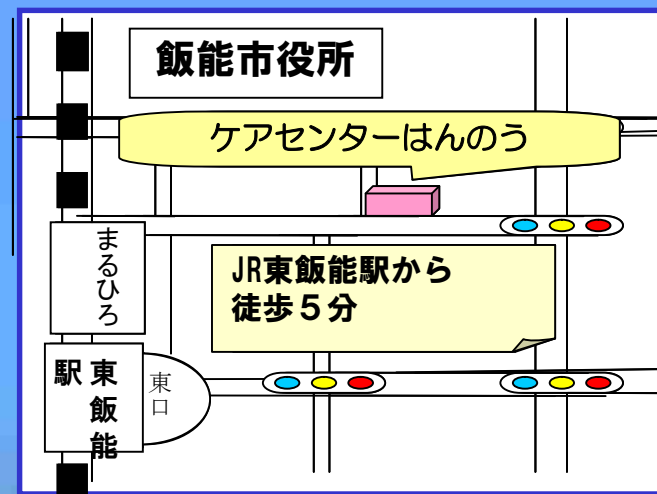 飯能市役所
ケアセンターはんのう
まるひろ
JR東飯能駅から
徒歩５分
東飯能
駅
東口